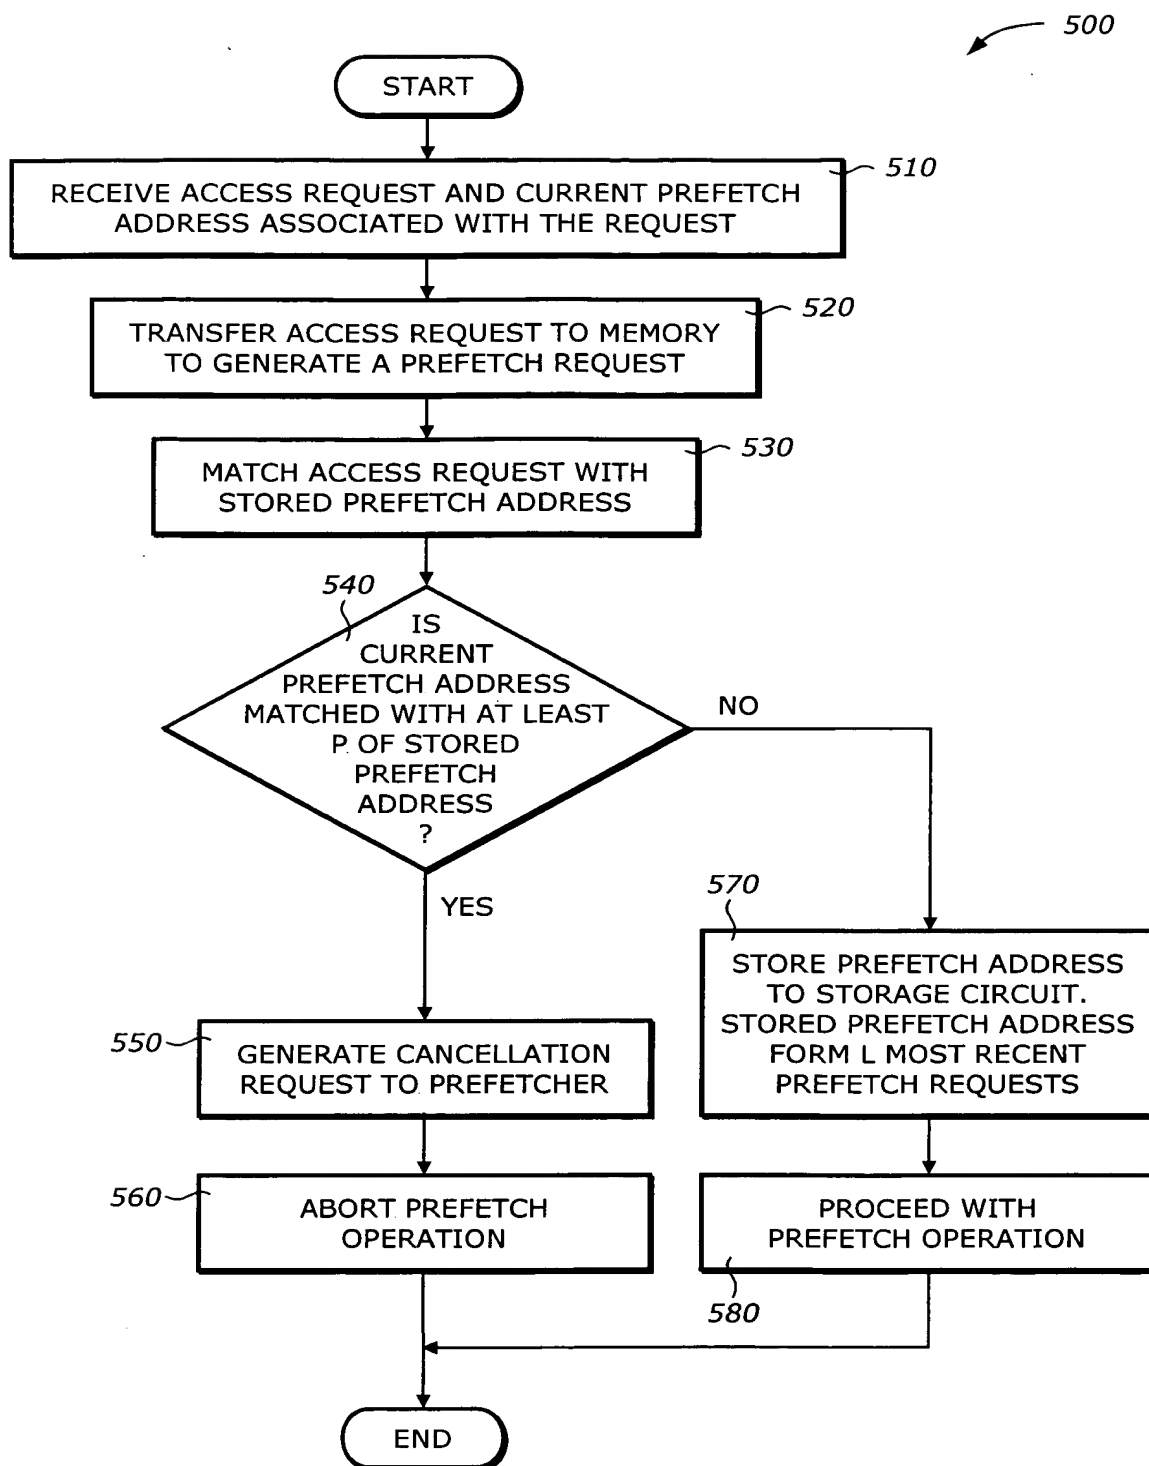 500
START
510
RECEIVE ACCESS REQUEST AND CURRENT PREFETCH
ADDRESS ASSOCIATED WITH THE REQUEST
520
TRANSFER ACCESS REQUEST TO MEMORY
TO GENERATE A PREFETCH REQUEST
530
MATCH ACCESS REQUEST WITH
STORED PREFETCH ADDRESS
540
IS
CURRENT
PREFETCH ADDRESS
MATCHED WITH AT LEAST
P OF STORED
PREFETCH
ADDRESS
?
NO
YES
550
GENERATE CANCELLATION
REQUEST TO PREFETCHER
560
ABORT PREFETCH
OPERATION
570
STORE PREFETCH ADDRESS
TO STORAGE CIRCUIT.
STORED PREFETCH ADDRESS
FORM L MOST RECENT
PREFETCH REQUESTS
PROCEED WITH
PREFETCH OPERATION
580
END